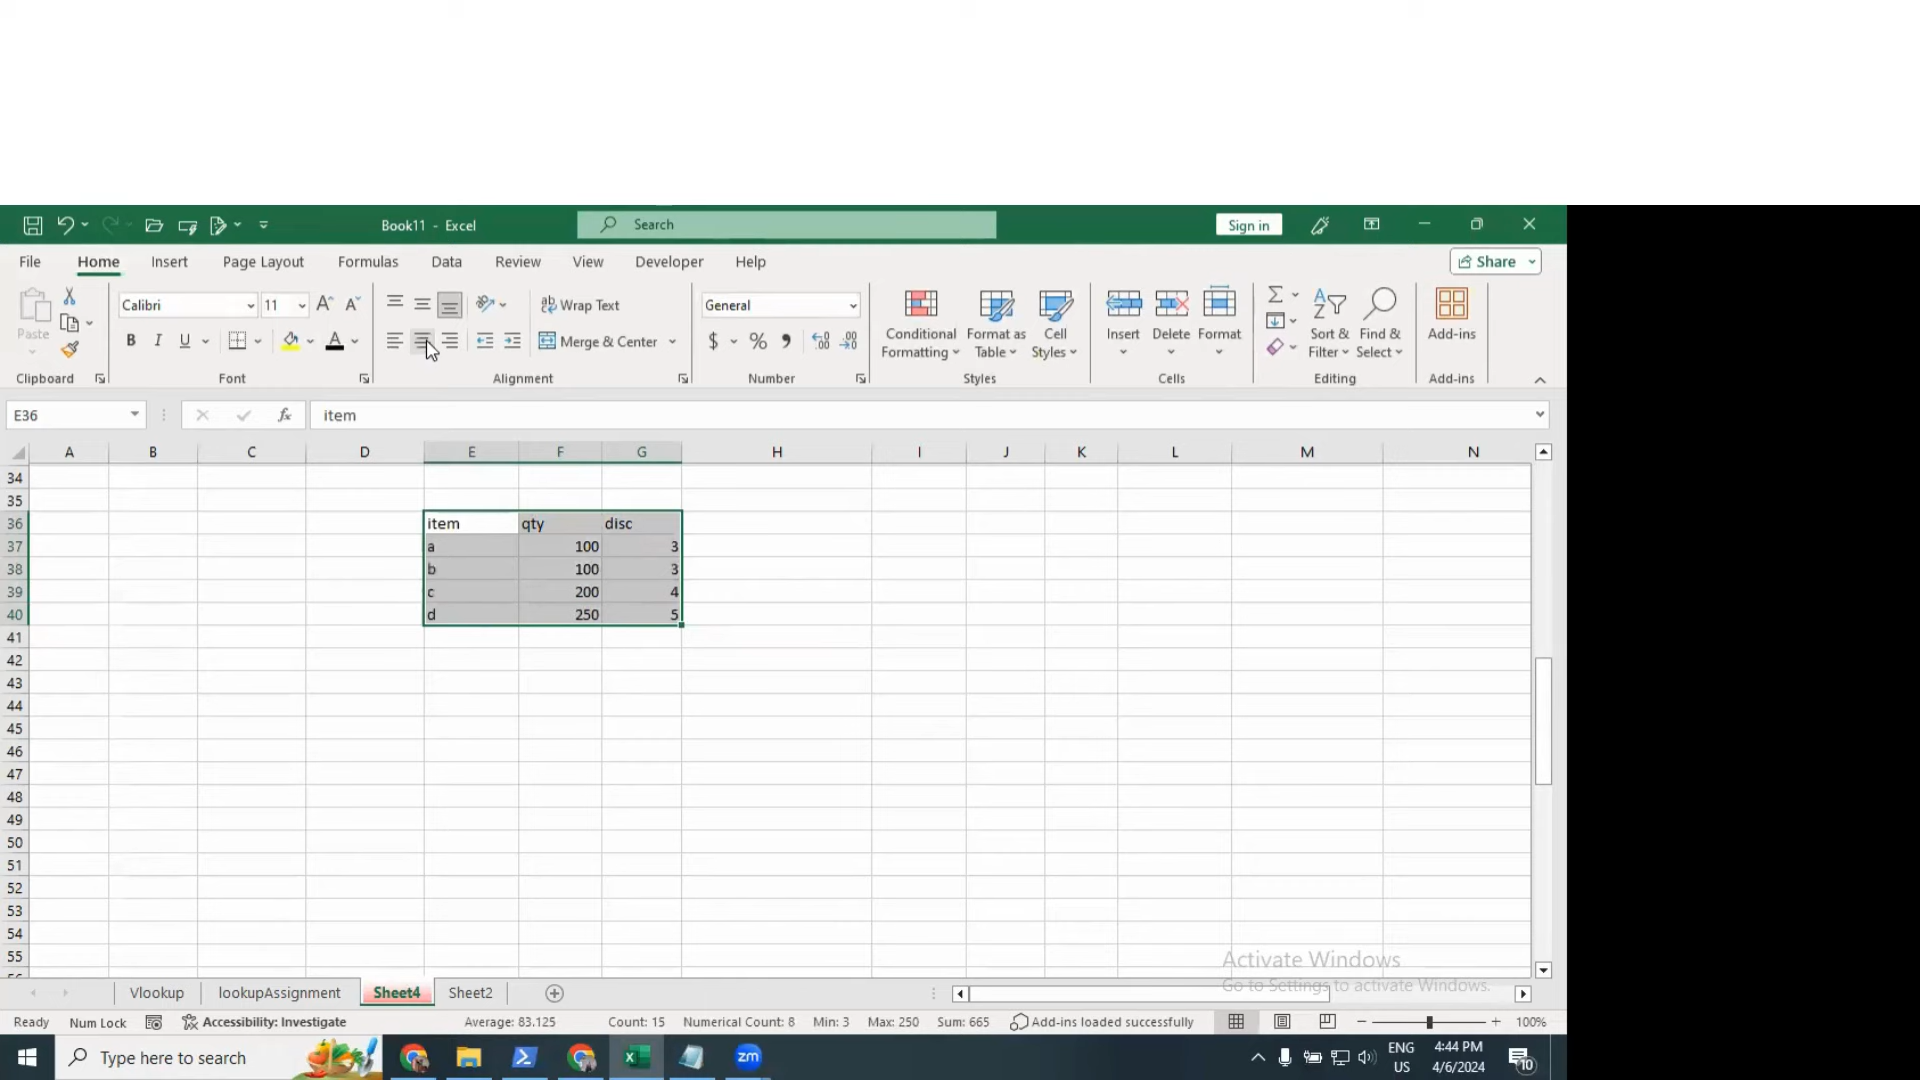 Book11 - Excel
Search
Sign in
File Home Insert Page Layout Formulas Data Review View Developer Help
Share
Paste
Calibri
11
Wrap Text
General
Conditional Formatting
Format as Table
Cell Styles
Insert
Delete
Format
Sort & Filter
Find & Select
Add-ins
B I U A
Merge & Center
$ % ,
Clipboard Font Alignment Number Styles Cells Editing Add-ins
E36
fx
item
A B C D E F G H I J K L M N
34
35
36 item qty disc
37 a 100 3
38 b 100 3
39 c 200 4
40 d 250 5
41
42
43
44
45
46
47
48
49
50
51
52
53
54
55
Activate Windows
Go to Settings to activate Windows.
Vlookup lookupAssignment Sheet4 Sheet2
Ready Num Lock Accessibility: Investigate Average: 83.125 Count: 15 Numerical Count: 8 Min: 3 Max: 250 Sum: 665 Add-ins loaded successfully 100%
Type here to search
zm
ENG
US
4:44 PM
4/6/2024
10